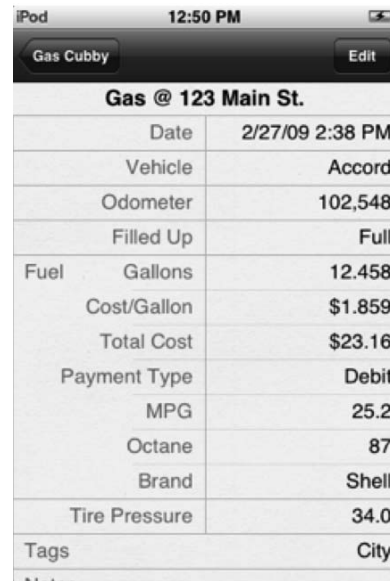 iPod 12:50 PM
Gas Cubby Edit
Gas @ 123 Main St.
Date 2/27/09 2:38 PM
Vehicle Accord
Odometer 102,548
Filled Up Full
Fuel Gallons 12.458
Cost/Gallon $1.859
Total Cost $23.16
Payment Type Debit
MPG 25.2
Octane 87
Brand Shell
Tire Pressure 34.0
Tags City